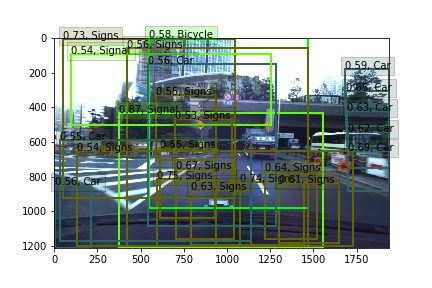 0.73, Signs
0.58, Bicycle
0.54, Signal
0.56, Signs
0.56, Car
0.59, Car
0.65, Car
0.55, Signs
0.63, Car
0.87, Signal
0.53, Signs
0.62, Car
0.55, Car
0.54, Signs
0.55, Signs
0.69, Car
0.67, Signs
0.64, Signs
0.75, Signs
0.74, Signs
0.61, Signs
0.56, Car
0.63, Signs
0
200
400
600
800
1000
1200
0 250 500 750 1000 1250 1500 1750